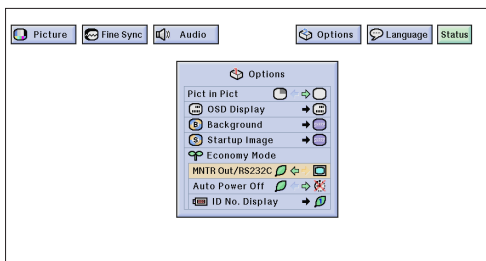 Picture Fine Sync Audio Options Language Status
Options
Pict in Pict
OSD Display
B Background
S Startup Image
Economy Mode
MNTR Out/RS232C
Auto Power Off
ID No. Display 1